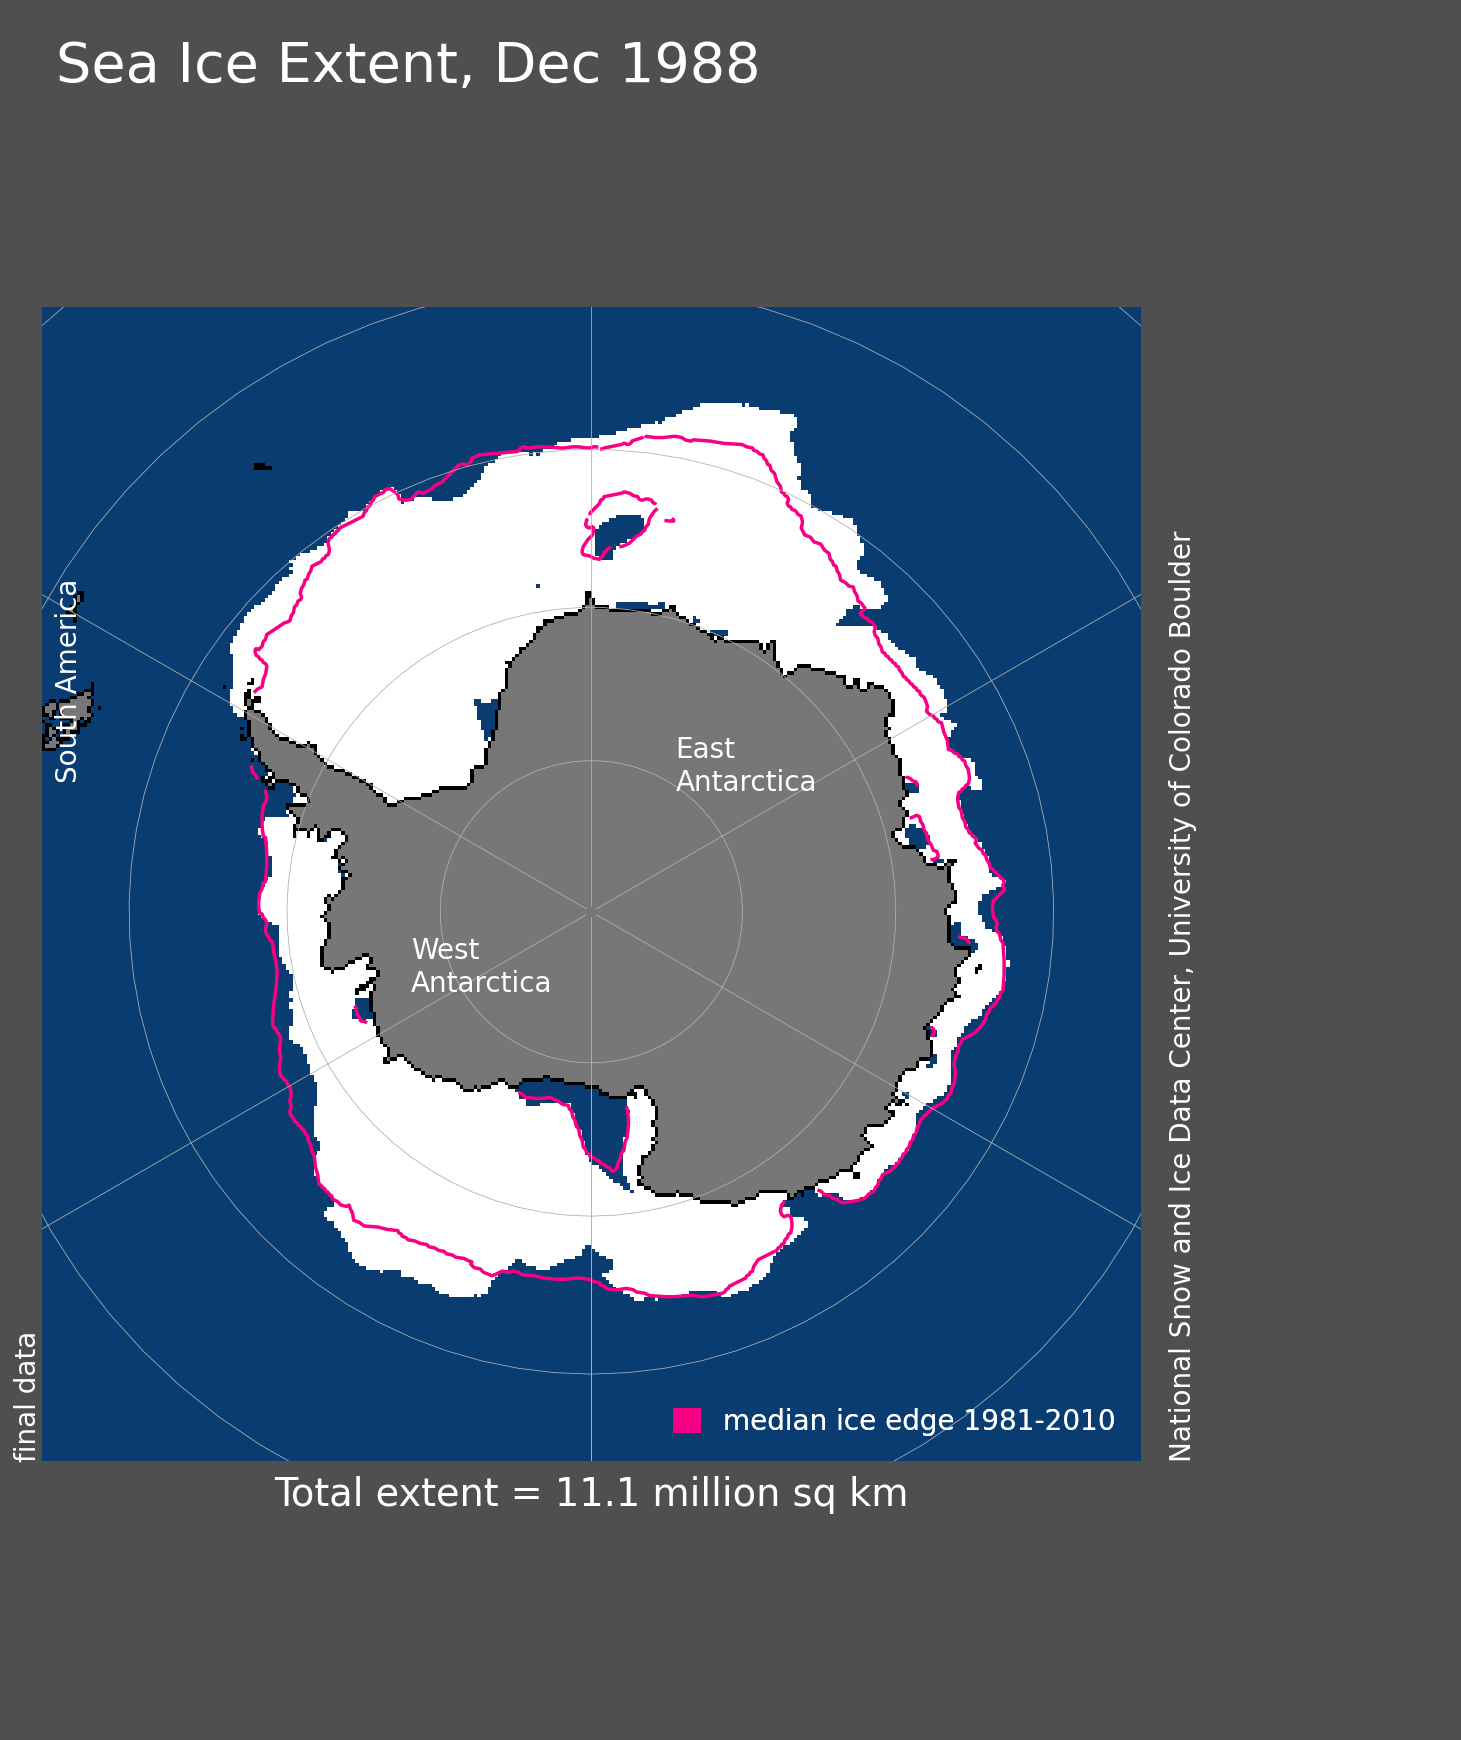 Sea Ice Extent, Dec 1988
South America
East
Antarctica
West
Antarctica
National Snow and Ice Data Center, University of Colorado Boulder
final data
median ice edge 1981-2010
Total extent = 11.1 million sq km